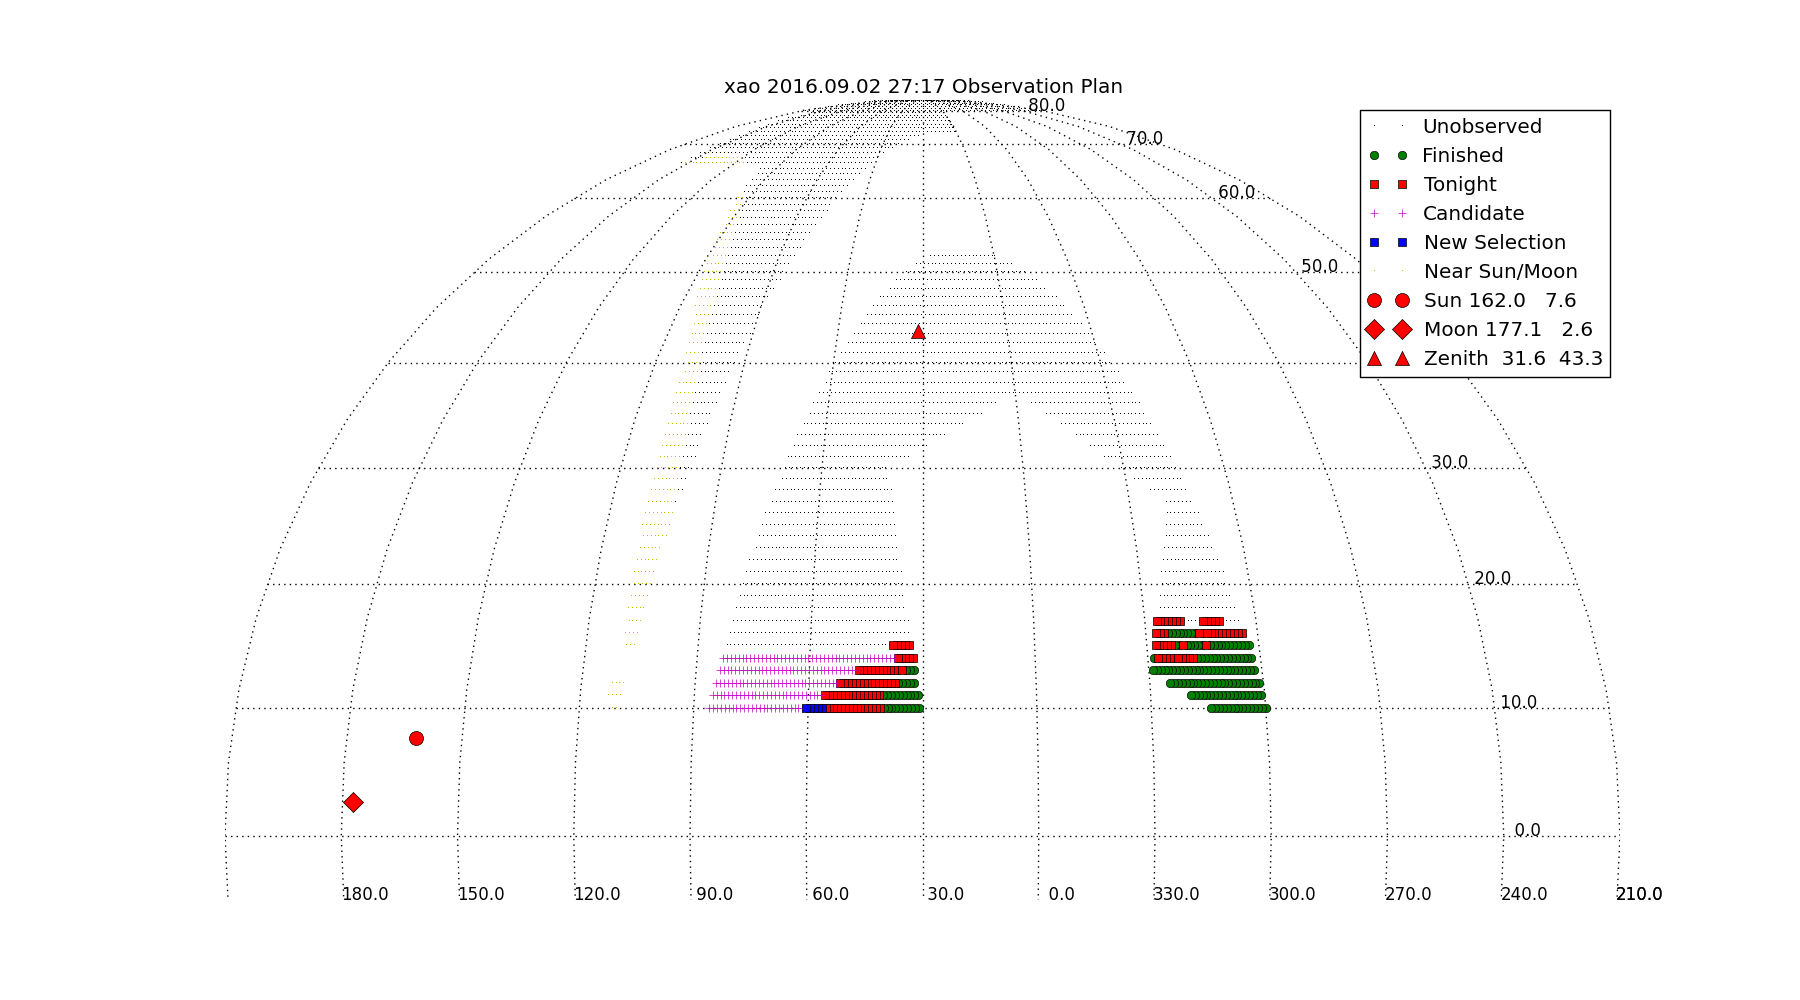 xao 2016.09.02 27:17 Observation Plan
80.0
70.0
60.0
50.0
30.0
20.0
10.0
0.0
Unobserved
Finished
Tonight
Candidate
New Selection
Near Sun/Moon
Sun 162.0 7.6
Moon 177.1 2.6
Zenith 31.6 43.3
180.0 150.0 120.0 90.0 60.0 30.0 0.0 330.0 300.0 270.0 240.0 210.0